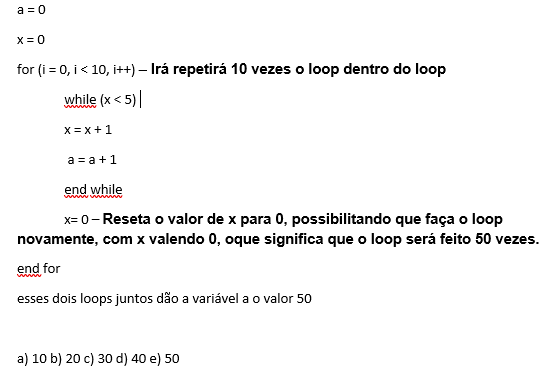 a = 0
x = 0
for (i = 0, i < 10, i++) – Irá repetirá 10 vezes o loop dentro do loop
while (x < 5)
x = x + 1
a = a + 1
end while
x= 0 – Reseta o valor de x para 0, possibilitando que faça o loop
novamente, com x valendo 0, oque significa que o loop será feito 50 vezes.
end for
esses dois loops juntos dão a variável a o valor 50
a) 10 b) 20 c) 30 d) 40 e) 50